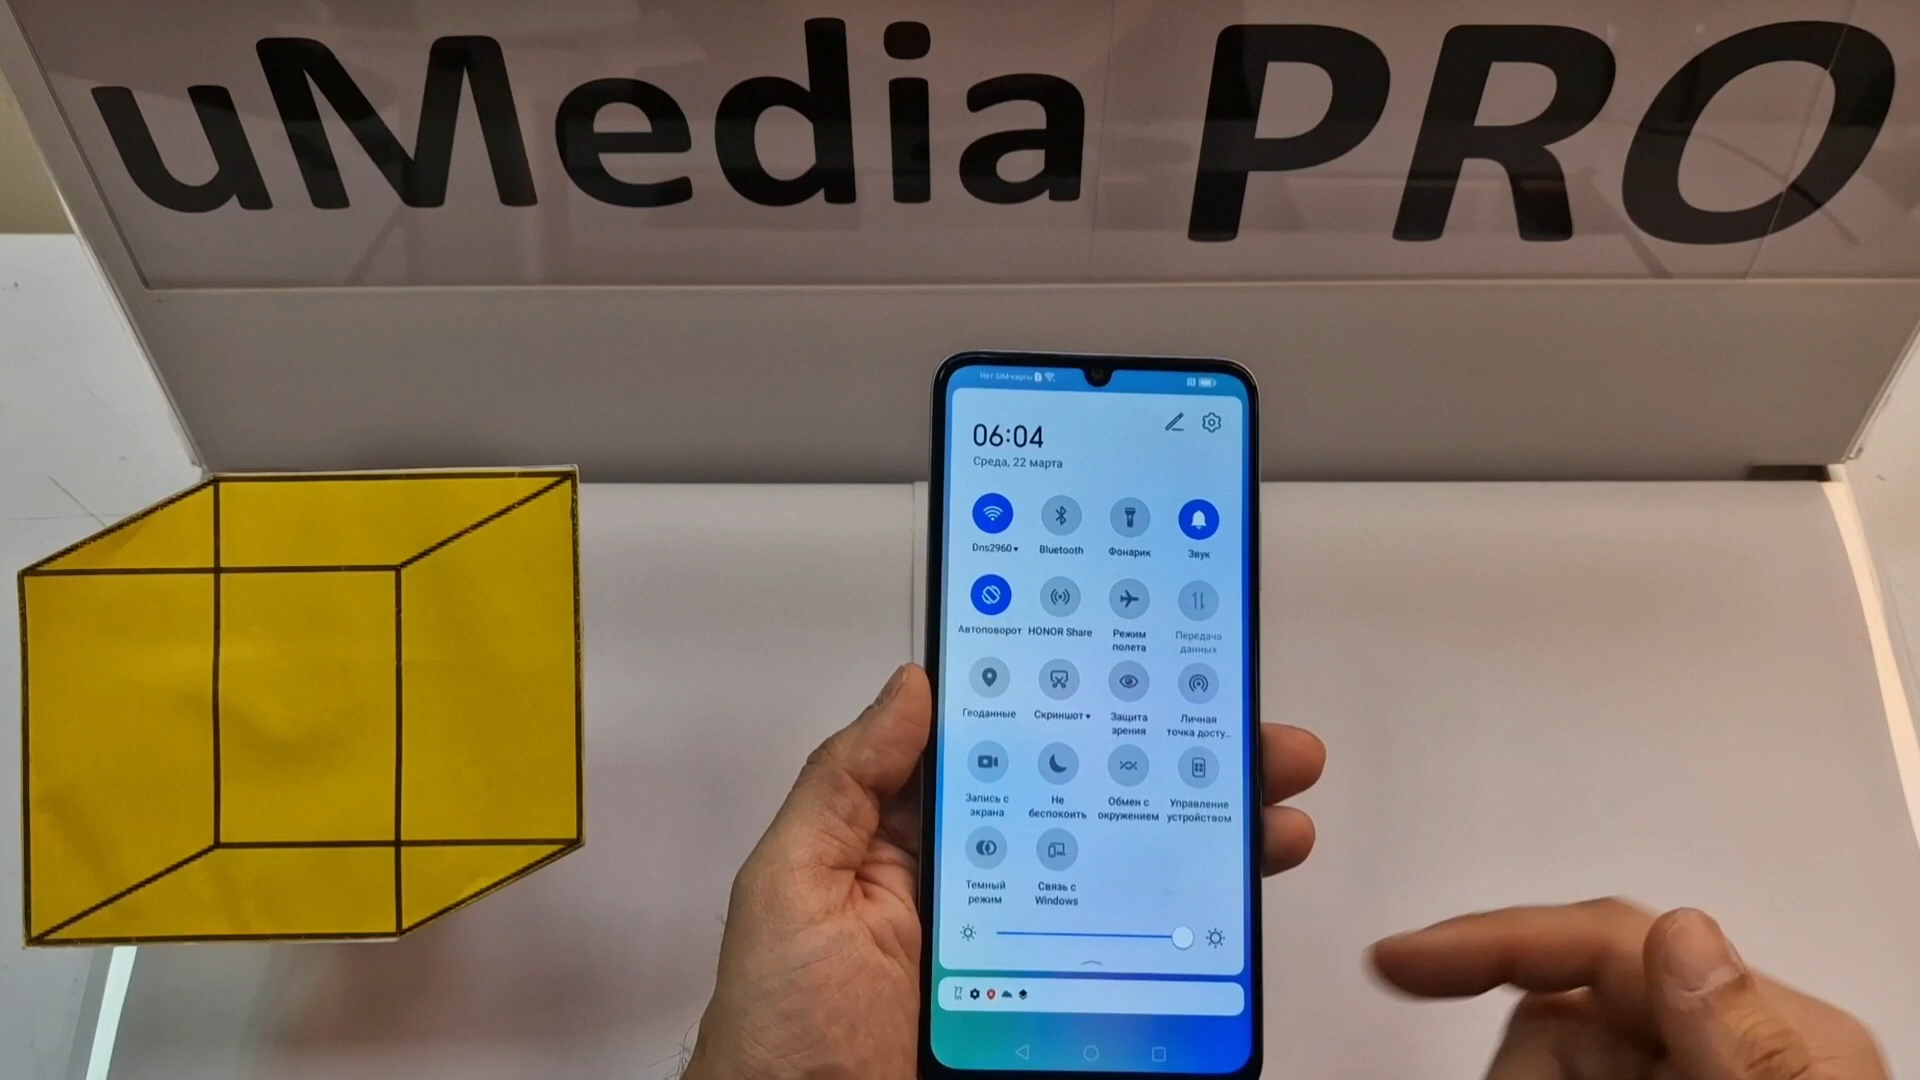 uMedia PRO
Нет SIM-карты
06:04
Среда, 22 марта
Dns2960 Bluetooth Фонарик Звук
Автоповорот HONOR Share Режим полета Передача данных
Геоданные Скриншот Защита зрения Личная точка досту...
Запись с экрана Не беспокоить Обмен с окружением Управление устройством
Темный режим Связь с Windows